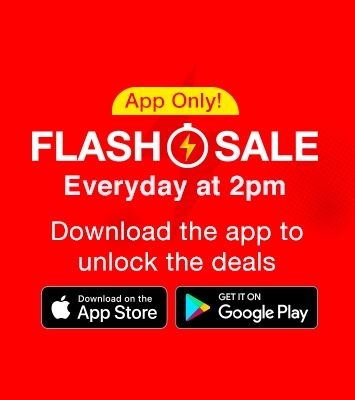 App Only!
FLASH SALE
Everyday at 2pm
Download the app to
unlock the deals
Download on the
App Store
GET IT ON
Google Play